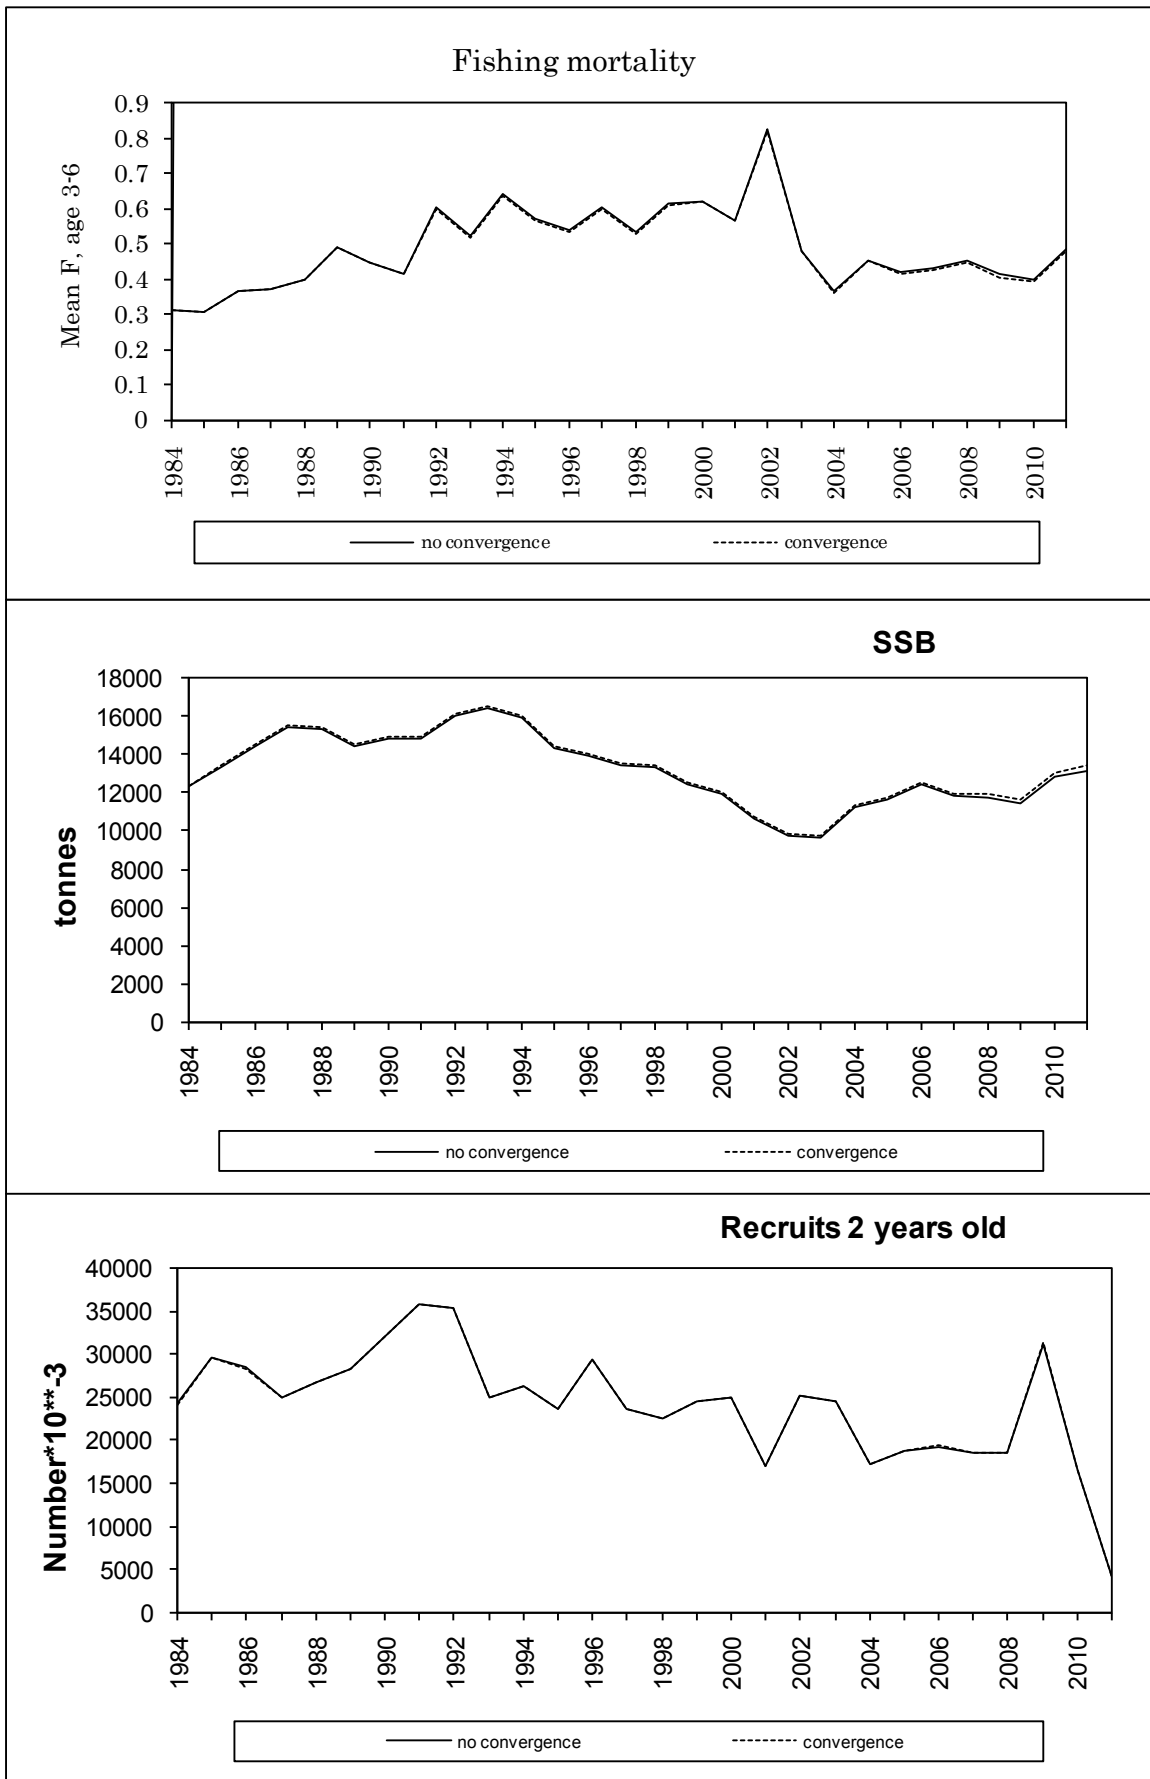 Fishing mortality
Mean F, age 3-6
0.9
0.8
0.7
0.6
0.5
0.4
0.3
0.2
0.1
0
1984 1986 1988 1990 1992 1994 1996 1998 2000 2002 2004 2006 2008 2010
no convergence convergence
SSB
tonnes
18000
16000
14000
12000
10000
8000
6000
4000
2000
0
1984 1986 1988 1990 1992 1994 1996 1998 2000 2002 2004 2006 2008 2010
no convergence convergence
Recruits 2 years old
Number*10**-3
40000
35000
30000
25000
20000
15000
10000
5000
0
1984 1986 1988 1990 1992 1994 1996 1998 2000 2002 2004 2006 2008 2010
no convergence convergence